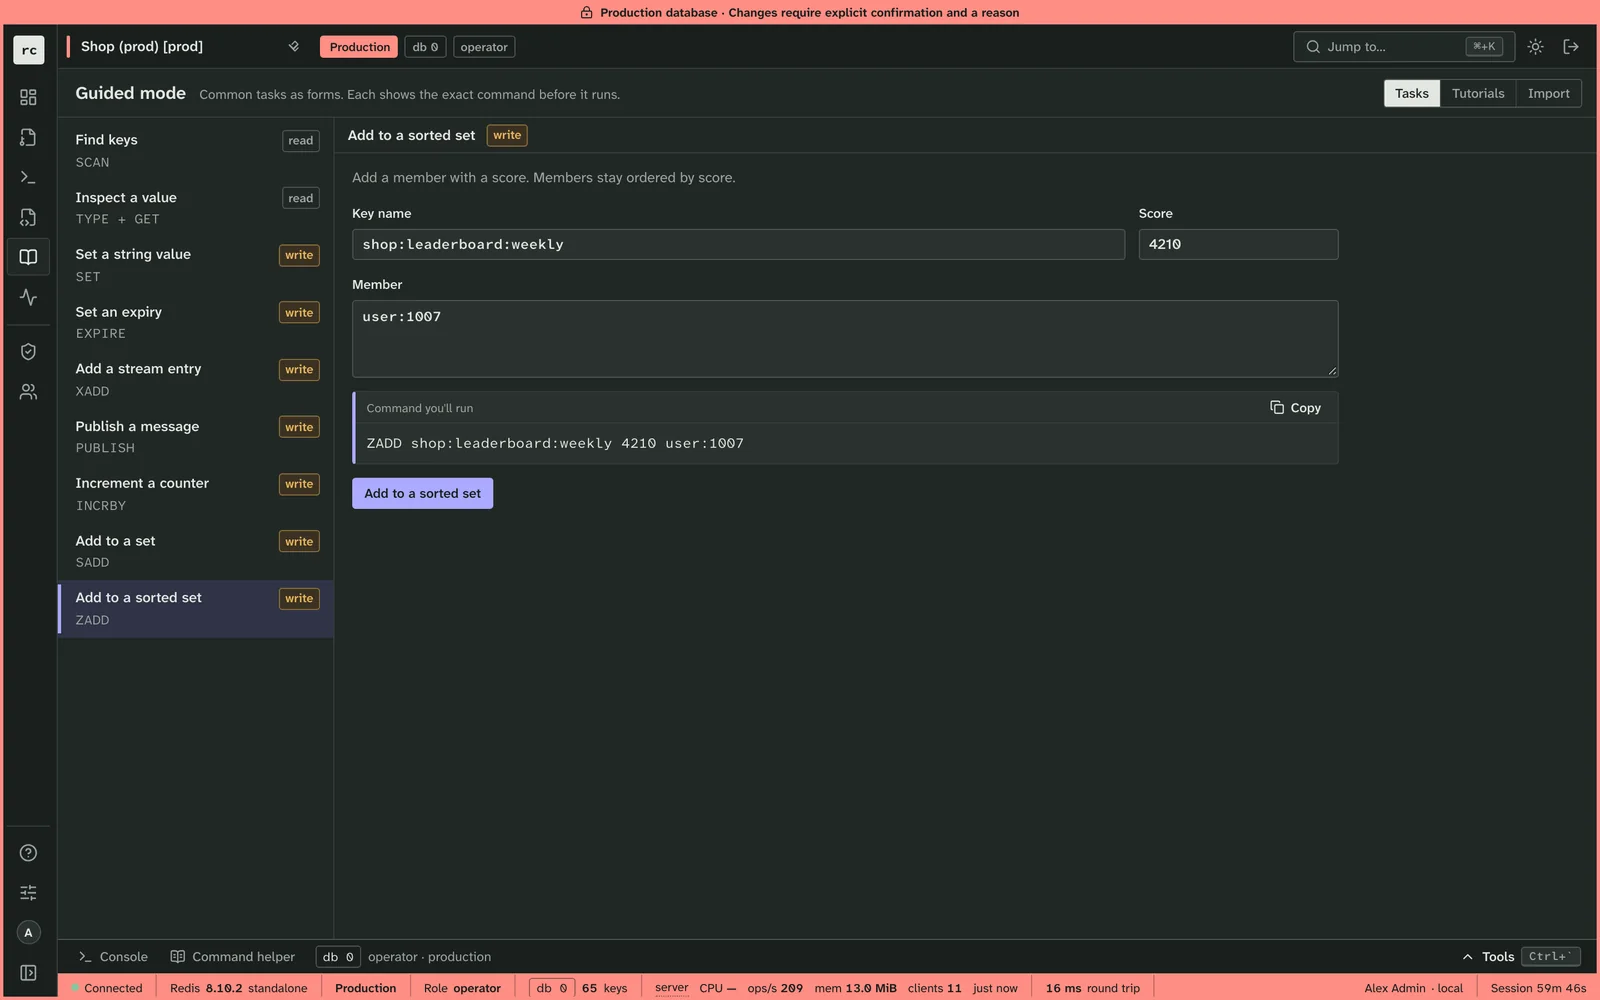 Production database · Changes require explicit confirmation and a reason
rc
Shop (prod) [prod]
Production
db 0
operator
Jump to...
⌘+K
Guided mode
Common tasks as forms. Each shows the exact command before it runs.
Tasks
Tutorials
Import
Find keys
read
SCAN
Inspect a value
read
TYPE + GET
Set a string value
write
SET
Set an expiry
write
EXPIRE
Add a stream entry
write
XADD
Publish a message
write
PUBLISH
Increment a counter
write
INCRBY
Add to a set
write
SADD
Add to a sorted set
write
ZADD
Add to a sorted set
write
Add a member with a score. Members stay ordered by score.
Key name
Score
shop:leaderboard:weekly
4210
Member
user:1007
Command you'll run
Copy
ZADD shop:leaderboard:weekly 4210 user:1007
Add to a sorted set
A
Console
Command helper
db 0
operator · production
Tools
Ctrl+`
Connected
Redis 8.10.2 standalone
Production
Role operator
db 0
65 keys
server
CPU —
ops/s 209
mem 13.0 MiB
clients 11
just now
16 ms round trip
Alex Admin · local
Session 59m 46s